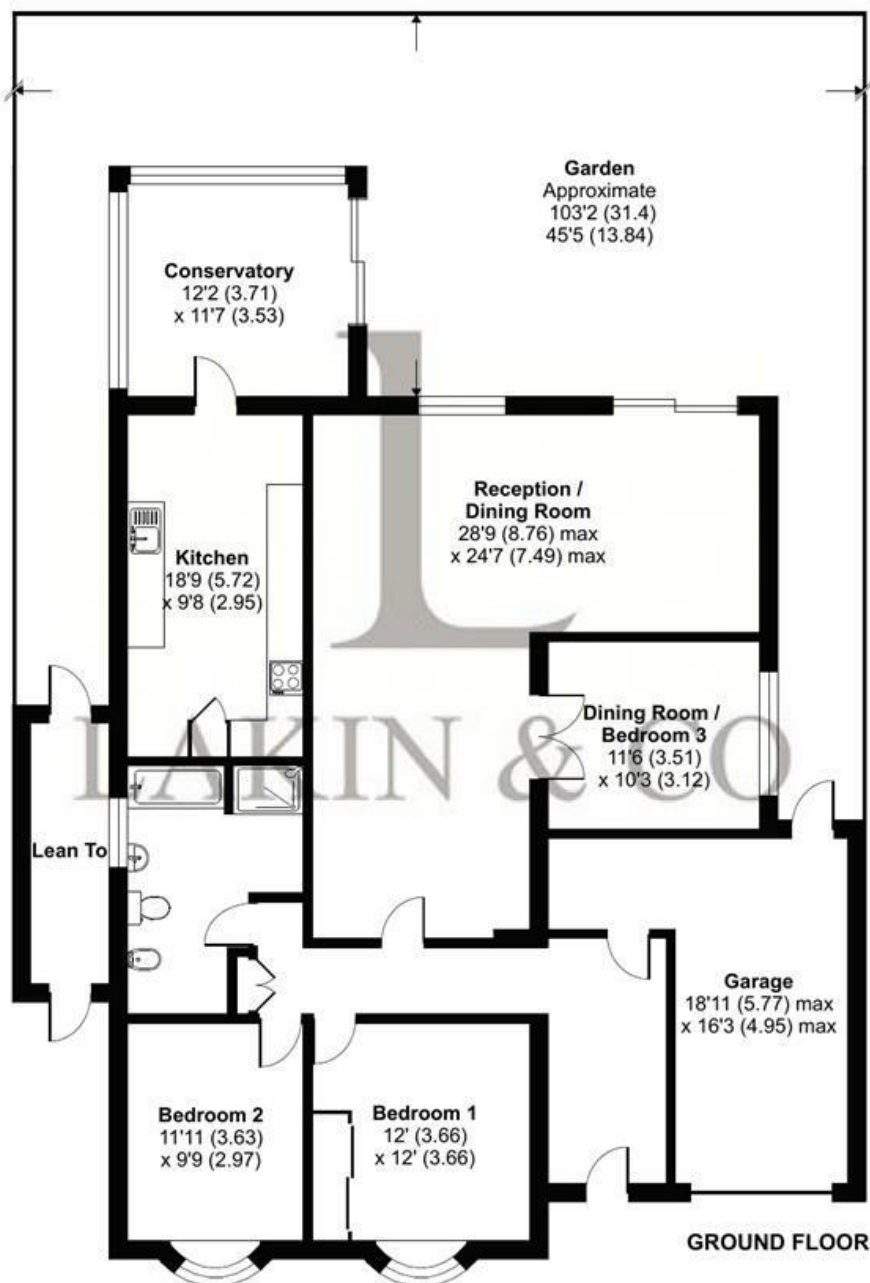 Garden
Approximate
103'2 (31.4)
45'5 (13.84)
Conservatory
12'2 (3.71)
x 11'7 (3.53)
Reception /
Dining Room
28'9 (8.76) max
x 24'7 (7.49) max
Kitchen
18'9 (5.72)
x 9'8 (2.95)
Dining Room /
Bedroom 3
11'6 (3.51)
x 10'3 (3.12)
L
LAKIN & CO
Lean To
Garage
18'11 (5.77) max
x 16'3 (4.95) max
Bedroom 2
11'11 (3.63)
x 9'9 (2.97)
Bedroom 1
12' (3.66)
x 12' (3.66)
GROUND FLOOR